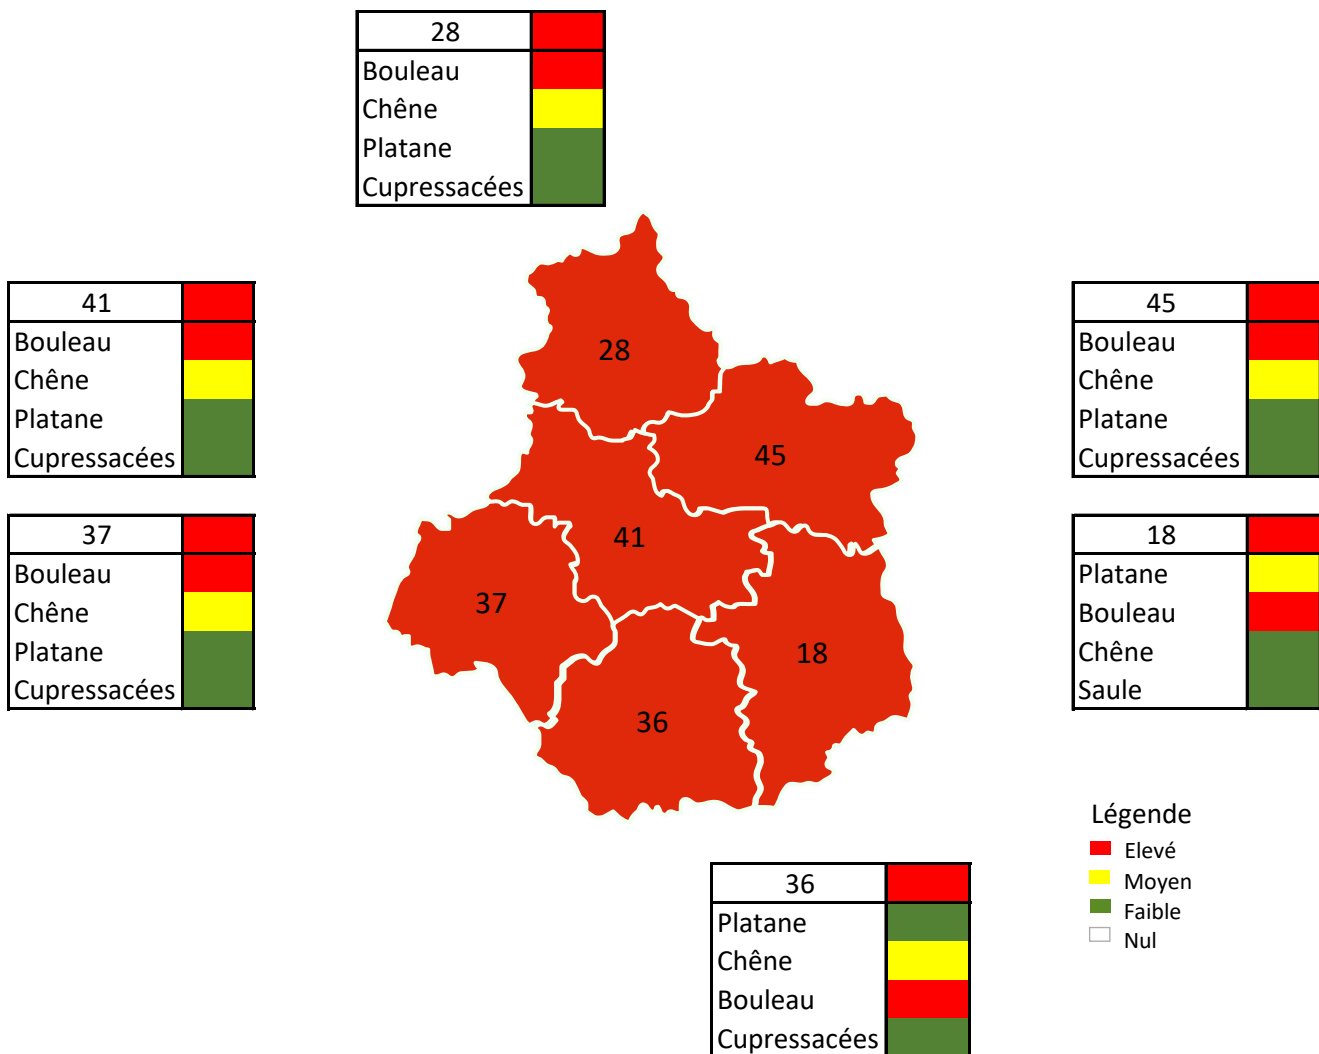 28
Bouleau
Chêne
Platane
Cupressacées
41
Bouleau
Chêne
Platane
Cupressacées
45
Bouleau
Chêne
Platane
Cupressacées
37
Bouleau
Chêne
Platane
Cupressacées
18
Platane
Bouleau
Chêne
Saule
28
45
41
37
18
36
Légende
Elevé
Moyen
Faible
Nul
36
Platane
Chêne
Bouleau
Cupressacées